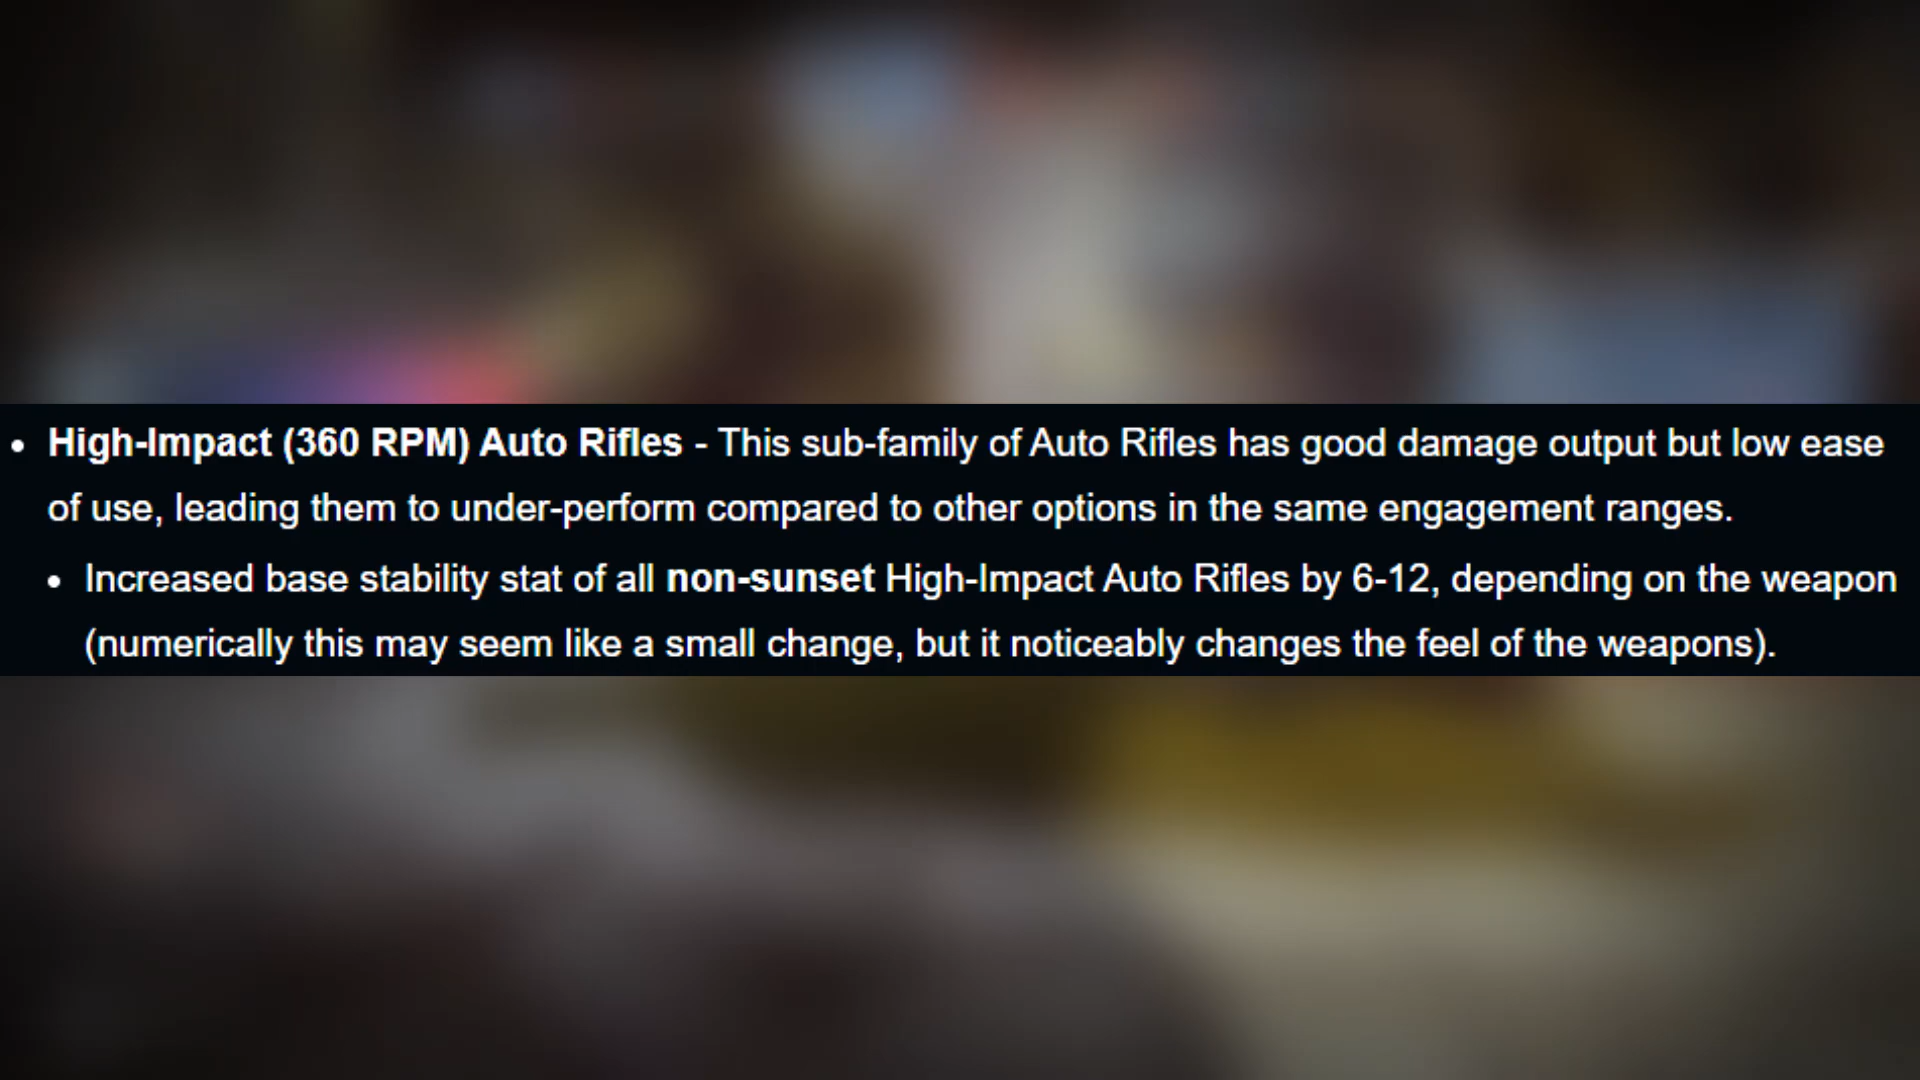 • High-Impact (360 RPM) Auto Rifles - This sub-family of Auto Rifles has good damage output but low ease
of use, leading them to under-perform compared to other options in the same engagement ranges.
• Increased base stability stat of all non-sunset High-Impact Auto Rifles by 6-12, depending on the weapon
(numerically this may seem like a small change, but it noticeably changes the feel of the weapons).